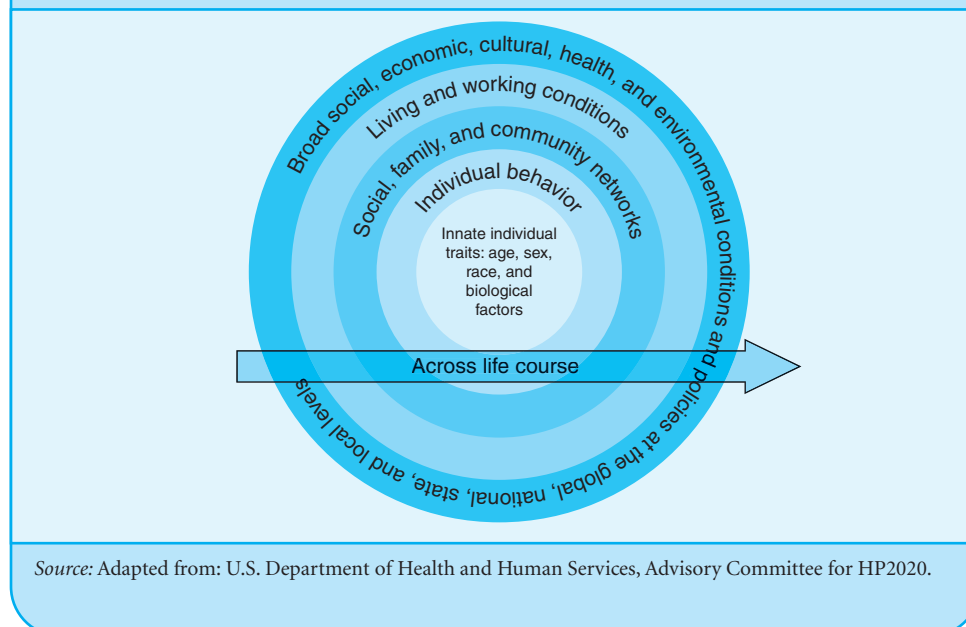 Broad social, economic, cultural, health, and environmental conditions and policies at the global, national, state, and local levels
Living and working conditions
Social, family, and community networks
Individual behavior
Innate individual
traits: age, sex,
race, and
biological
factors
Across life course
Source: Adapted from: U.S. Department of Health and Human Services, Advisory Committee for HP2020.